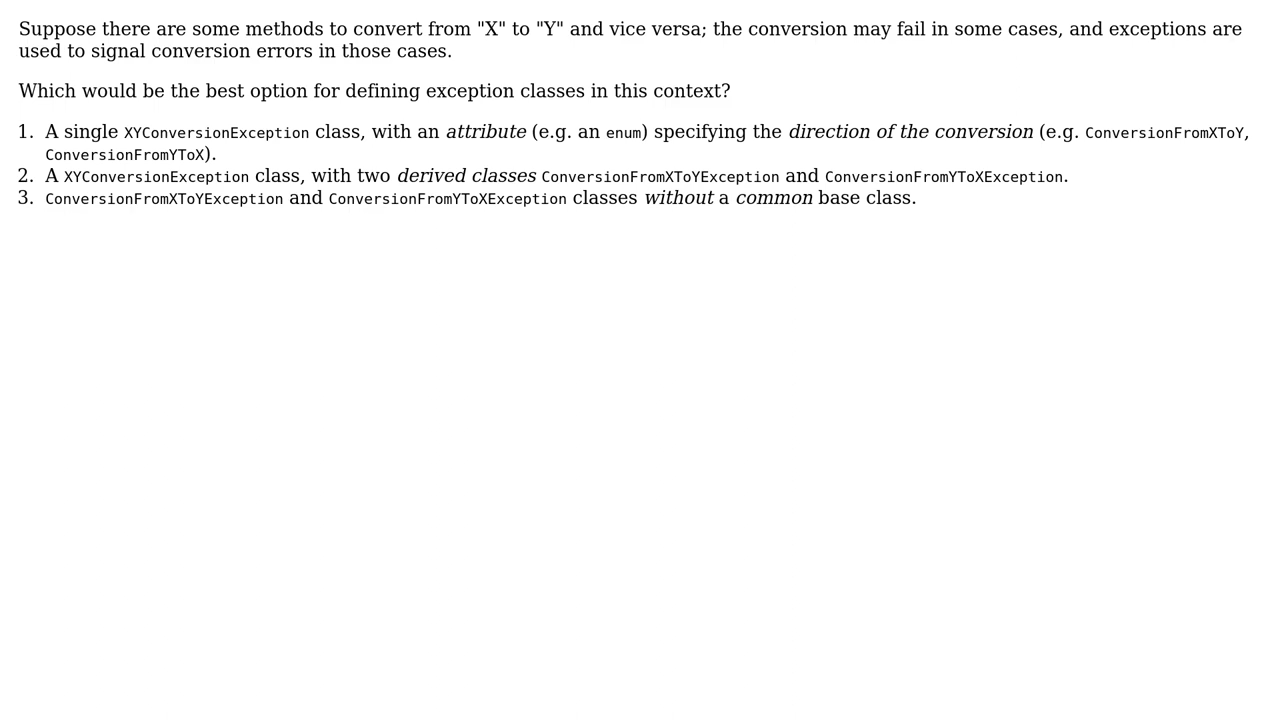 Suppose there are some methods to convert from "X" to "Y" and vice versa; the conversion may fail in some cases, and exceptions are
used to signal conversion errors in those cases.
Which would be the best option for defining exception classes in this context?
1. A single XYConversionException class, with an attribute (e.g. an enum) specifying the direction of the conversion (e.g. ConversionFromXToY,
ConversionFromYToX).
2. A XYConversionException class, with two derived classes ConversionFromXToYException and ConversionFromYToXException.
3. ConversionFromXToYException and ConversionFromYToXException classes without a common base class.